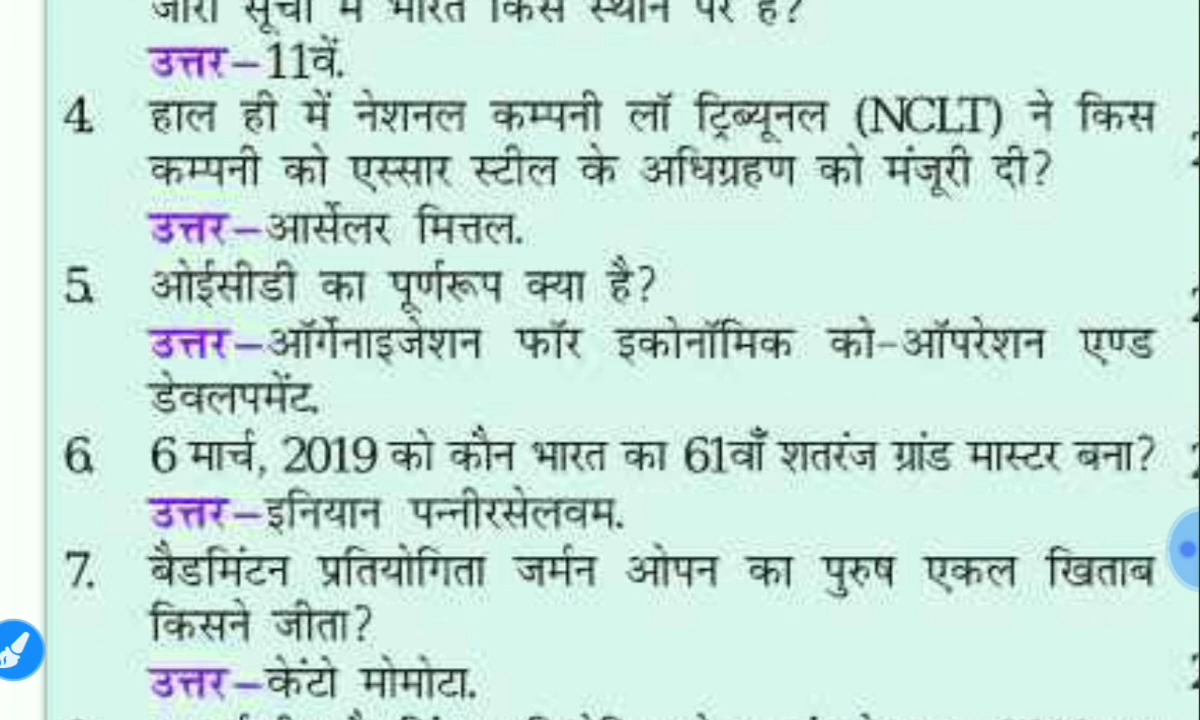 जारी सूची में भारत किस स्थान पर है?
उत्तर–11वें.
4. हाल ही में नेशनल कम्पनी लॉ ट्रिब्यूनल (NCLT) ने किस
कम्पनी को एस्सार स्टील के अधिग्रहण को मंजूरी दी?
उत्तर–आर्सेलर मित्तल.
5. ओईसीडी का पूर्णरूप क्या है?
उत्तर–ऑर्गेनाइजेशन फॉर इकोनॉमिक को-ऑपरेशन एण्ड
डेवलपमेंट.
6. 6 मार्च, 2019 को कौन भारत का 61वाँ शतरंज ग्रांड मास्टर बना?
उत्तर–इनियान पन्नीरसेलवम.
7. बैडमिंटन प्रतियोगिता जर्मन ओपन का पुरुष एकल खिताब
किसने जीता?
उत्तर–केंटो मोमोटा.